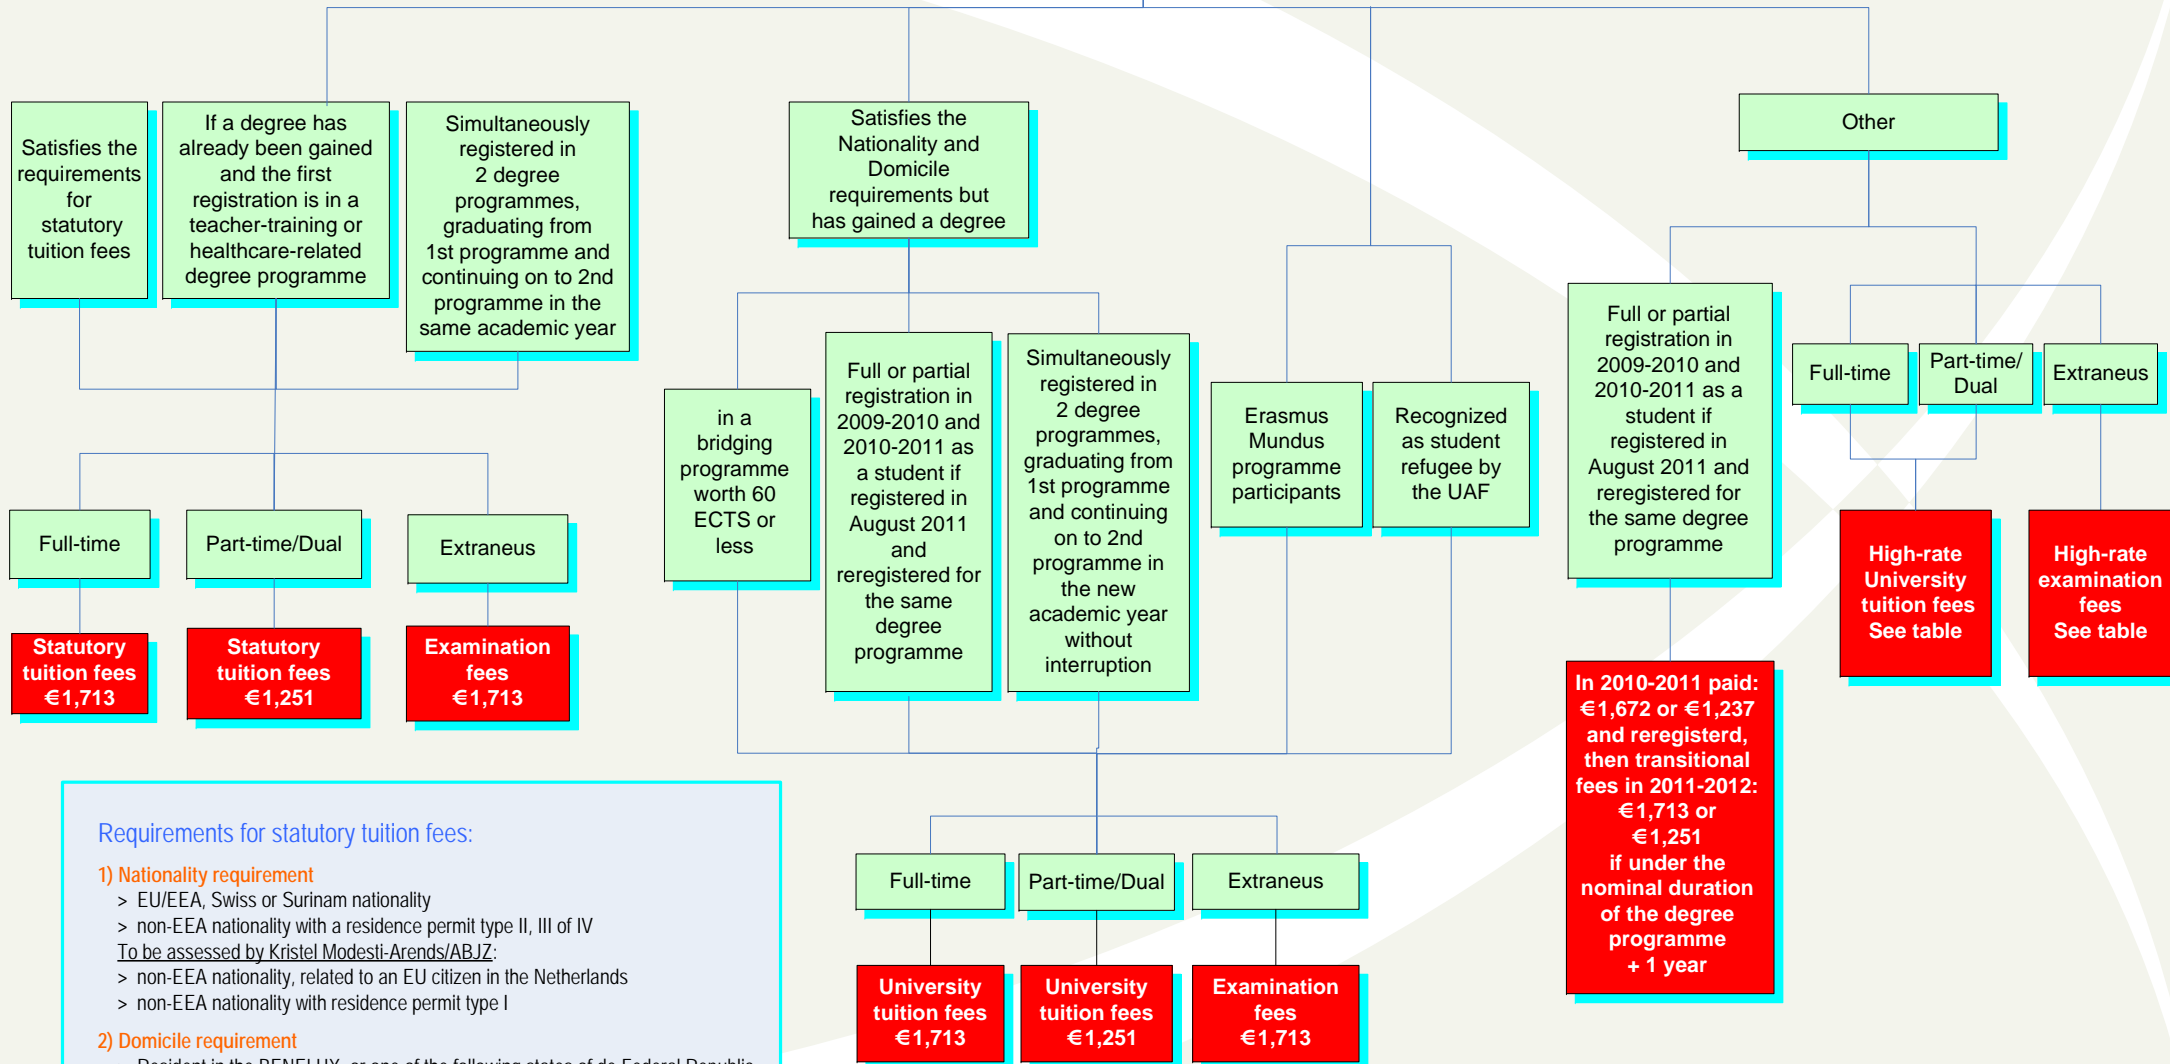 Satisfies the
requirements
for
statutory
tuition fees
If a degree has
already been gained
and the first
registration is in a
teacher-training or
healthcare-related
degree programme
Simultaneously
registered in
2 degree
programmes,
graduating from
1st programme and
continuing on to 2nd
programme in the
same academic year
Satisfies the
Nationality and
Domicile
requirements but
has gained a degree
Other
in a
bridging
programme
worth 60
ECTS or
less
Full or partial
registration in
2009-2010 and
2010-2011 as
a student if
registered in
August 2011
and
reregistered for
the same
degree
programme
Simultaneously
registered in
2 degree
programmes,
graduating from
1st programme
and continuing
on to 2nd
programme in
the new
academic year
without
interruption
Erasmus
Mundus
programme
participants
Recognized
as student
refugee by
the UAF
Full or partial
registration in
2009-2010 and
2010-2011 as a
student if
registered in
August 2011 and
reregistered for
the same degree
programme
Full-time
Part-time/
Dual
Extraneus
High-rate
University
tuition fees
See table
High-rate
examination
fees
See table
Full-time
Part-time/Dual
Extraneus
Statutory
tuition fees
€1,713
Statutory
tuition fees
€1,251
Examination
fees
€1,713
In 2010-2011 paid:
€1,672 or €1,237
and reregisterd,
then transitional
fees in 2011-2012:
€1,713 or
€1,251
if under the
nominal duration
of the degree
programme
+ 1 year
Full-time
Part-time/Dual
Extraneus
University
tuition fees
€1,713
University
tuition fees
€1,251
Examination
fees
€1,713
Requirements for statutory tuition fees:
1) Nationality requirement
> EU/EEA, Swiss or Surinam nationality
> non-EEA nationality with a residence permit type II, III of IV
To be assessed by Kristel Modesti-Arends/ABJZ:
> non-EEA nationality, related to an EU citizen in the Netherlands
> non-EEA nationality with residence permit type I
2) Domicile requirement
Resident in the BENELUX, or one of the following states of de Federal Republic